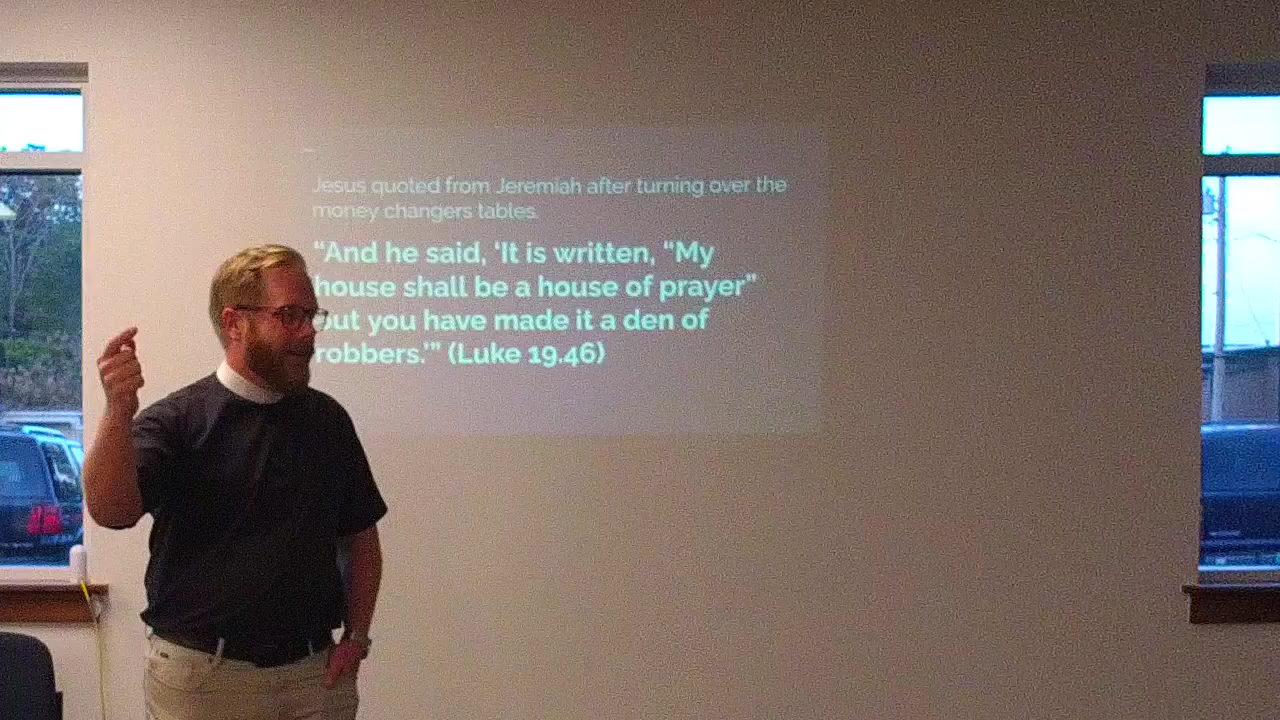 Jesus quoted from Jeremiah after turning over the
money changers tables.
“And he said, ‘It is written, “My
house shall be a house of prayer”
but you have made it a den of
robbers.’” (Luke 19.46)